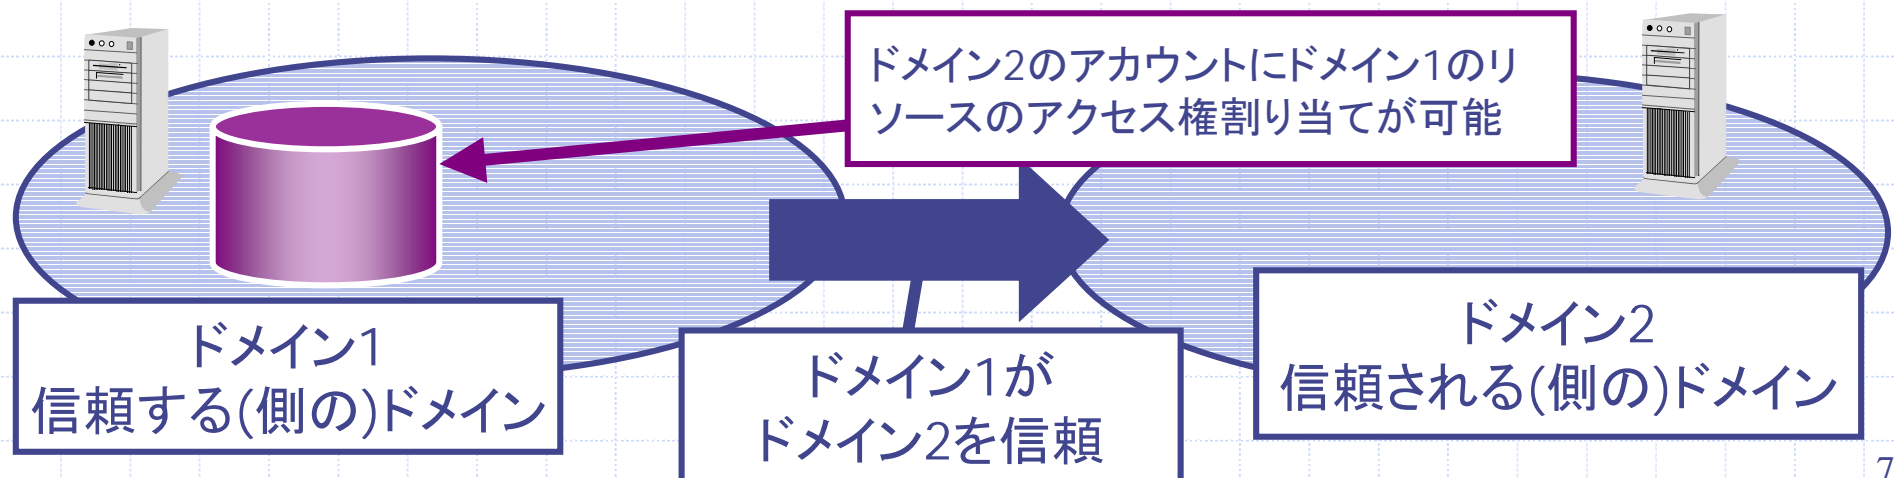 ドメイン2のアカウントにドメイン1のリ
ソースのアクセス権割り当てが可能
ドメイン1
信頼する(側の)ドメイン
ドメイン1が
ドメイン2を信頼
ドメイン2
信頼される(側の)ドメイン
7